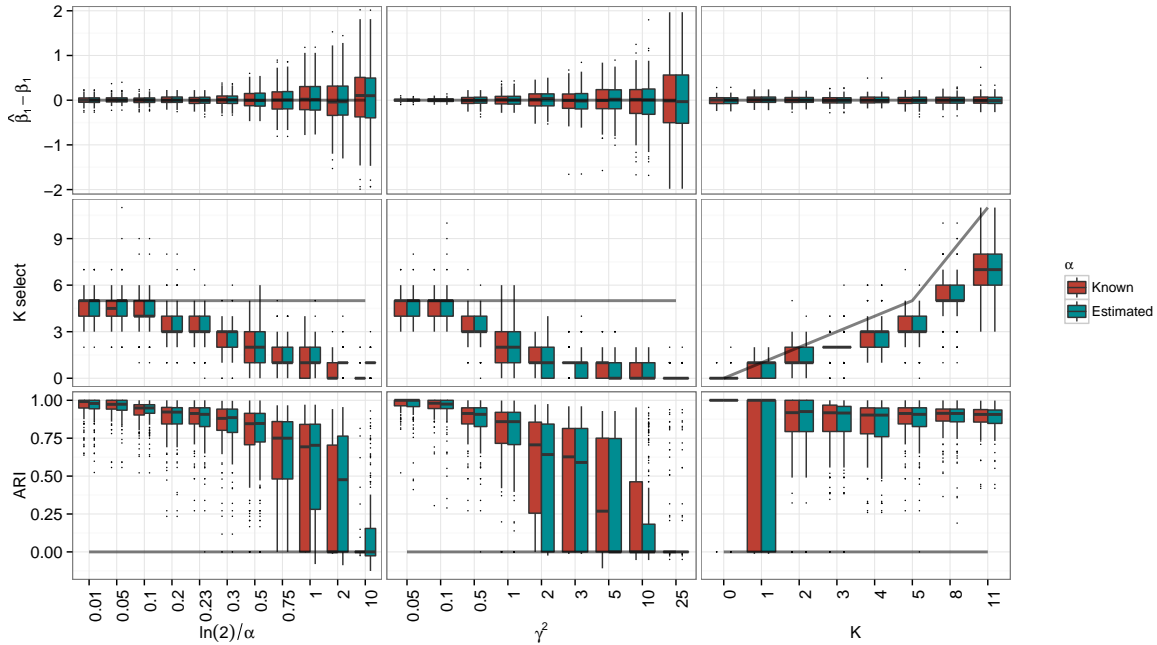 β̂₁ − β₁
2
1
0
−1
−2
K select
9
6
3
0
ARI
1.00
0.75
0.50
0.25
0.00
0.01 0.05 0.1 0.2 0.23 0.3 0.5 0.75 1 2 10
ln(2)/α
0.05 0.1 0.5 1 2 3 5 10 25
γ²
0 1 2 3 4 5 8 11
K
α
Known
Estimated